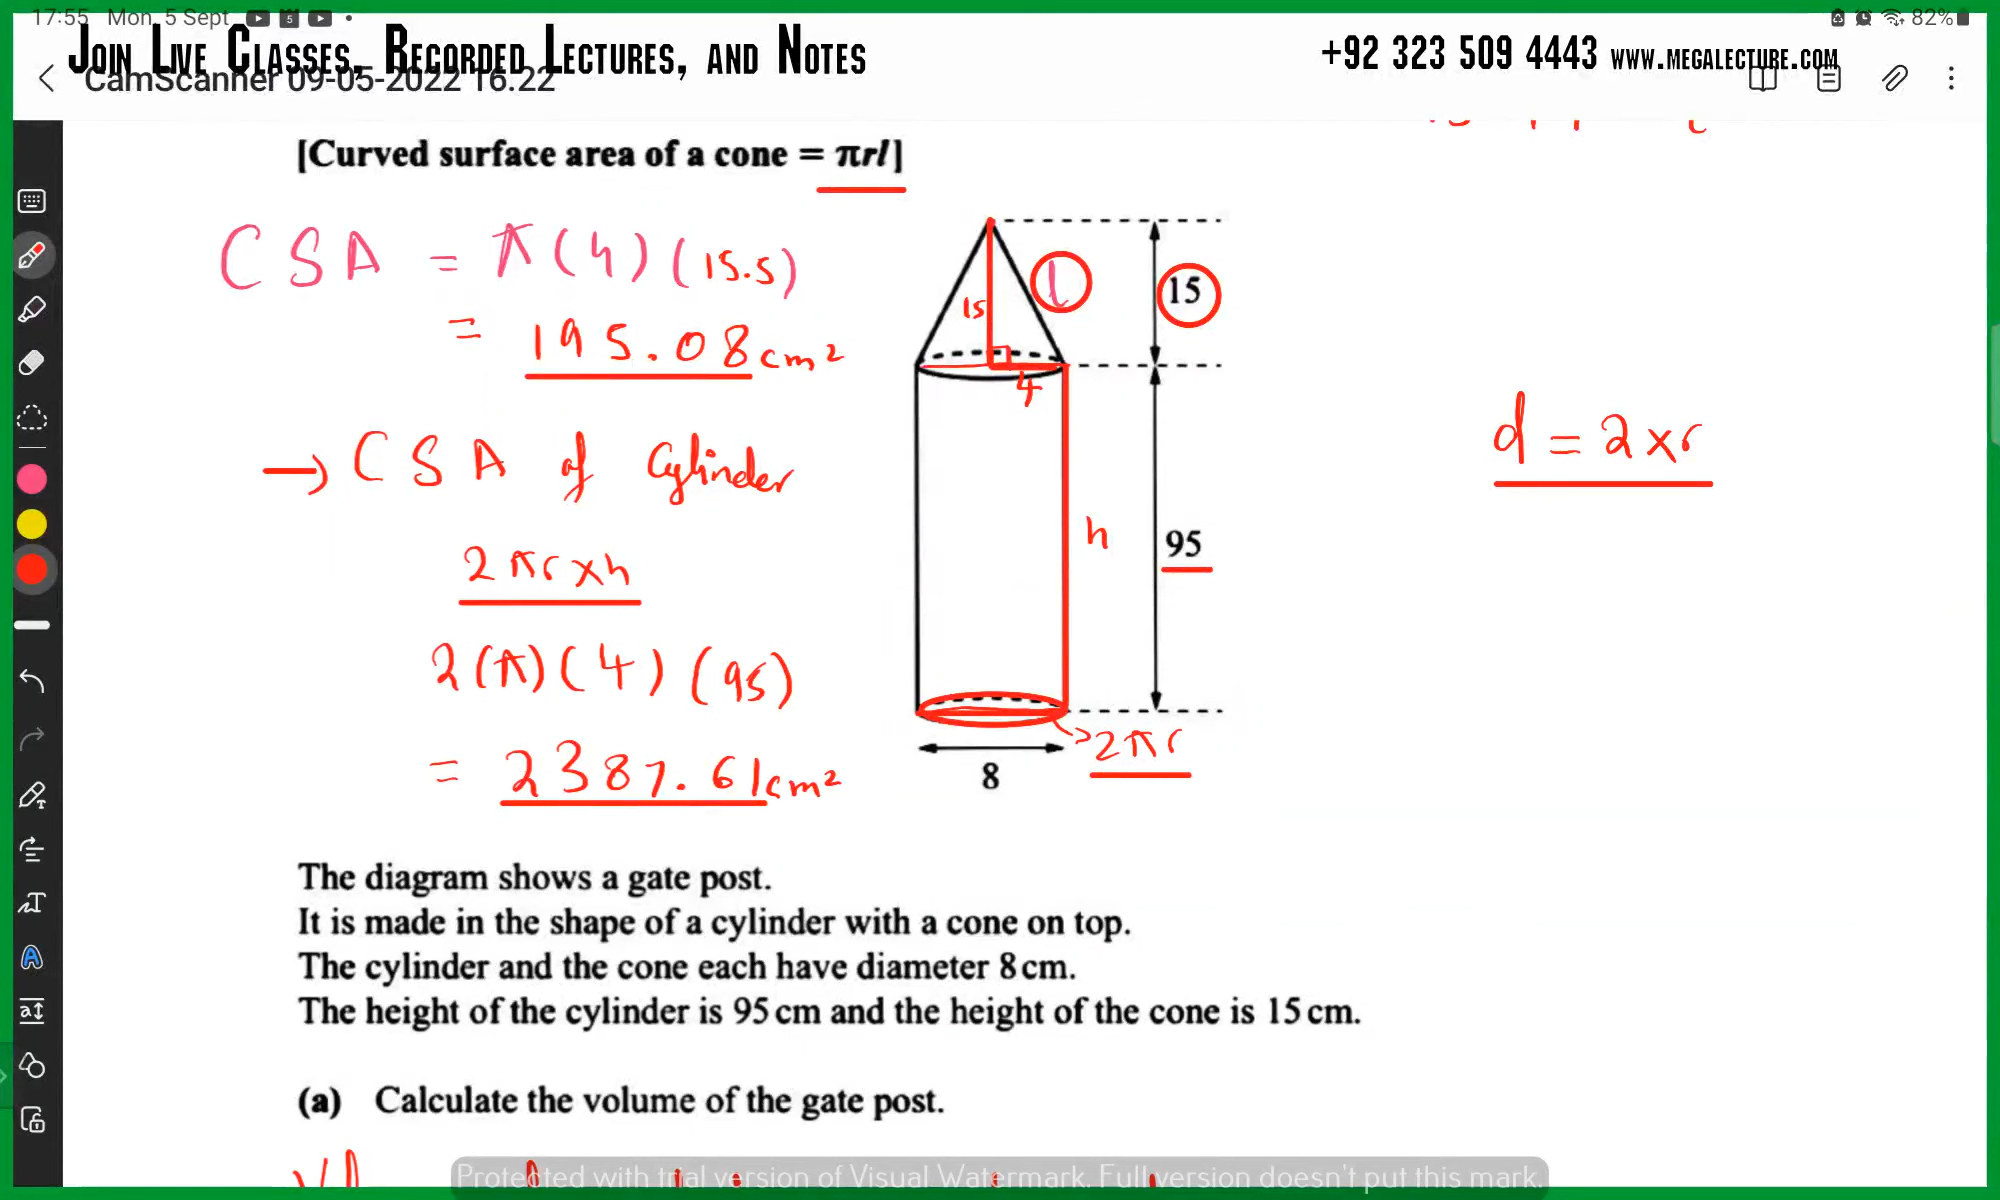 17:55 Mon, 5 Sept
82%
JOIN LIVE CLASSES, RECORDED LECTURES, AND NOTES
+92 323 509 4443 WWW.MEGALECTURE.COM
CamScanner 09-05-2022 16.22
[Curved surface area of a cone = πrl]
CSA = π(4)(15.5)
= 195.08cm²
→ CSA of Cylinder
2πr×h
2(π)(4)(95)
= 2387.61cm²
15
l
15
4
h
95
2πr
8
d = 2×r
The diagram shows a gate post.
It is made in the shape of a cylinder with a cone on top.
The cylinder and the cone each have diameter 8 cm.
The height of the cylinder is 95 cm and the height of the cone is 15 cm.
(a) Calculate the volume of the gate post.
Protected with trial version of Visual Watermark. Full version doesn't put this mark.